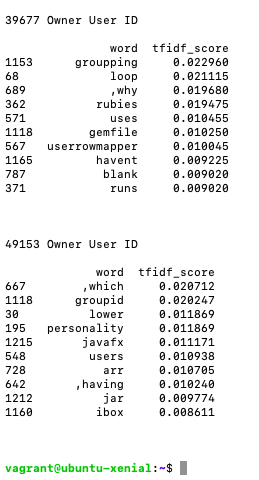 39677 Owner User ID
word tfidf_score
1153 groupping 0.022960
68 loop 0.021115
689 ,why 0.019680
362 rubies 0.019475
571 uses 0.010455
1118 gemfile 0.010250
567 userrowmapper 0.010045
1165 havent 0.009225
787 blank 0.009020
371 runs 0.009020
49153 Owner User ID
word tfidf_score
667 ,which 0.020712
1118 groupid 0.020247
30 lower 0.011869
195 personality 0.011869
1215 javafx 0.011171
548 users 0.010938
728 arr 0.010705
642 ,having 0.010240
1212 jar 0.009774
1160 ibox 0.008611
vagrant@ubuntu-xenial:~$